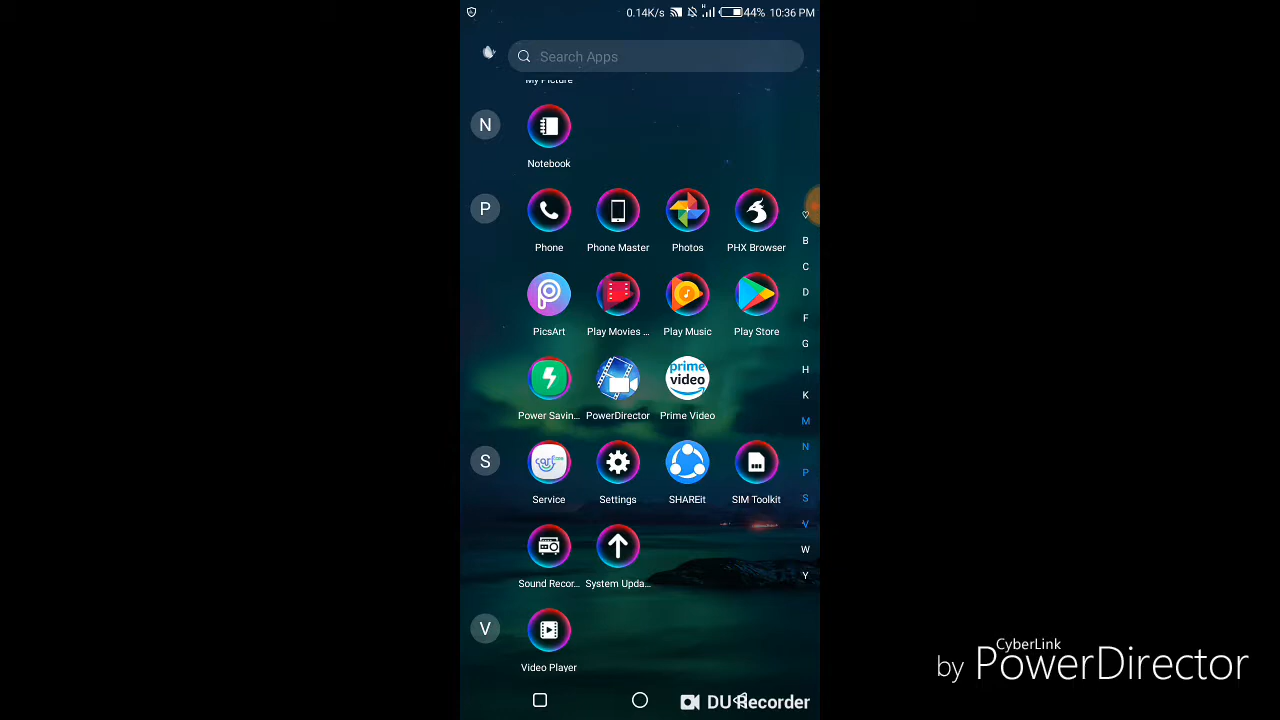 0.14K/s H 44% 10:36 PM
Search Apps
My Picture
N
Notebook
P
Phone Phone Master Photos PHX Browser
PicsArt Play Movies ... Play Music Play Store
prime video
Power Savin... PowerDirector Prime Video
S
Service Settings SHAREit SIM Toolkit
Sound Recor... System Upda...
V
Video Player
B
C
D
F
G
H
K
M
N
P
S
V
W
Y
CyberLink
by PowerDirector
DU Recorder